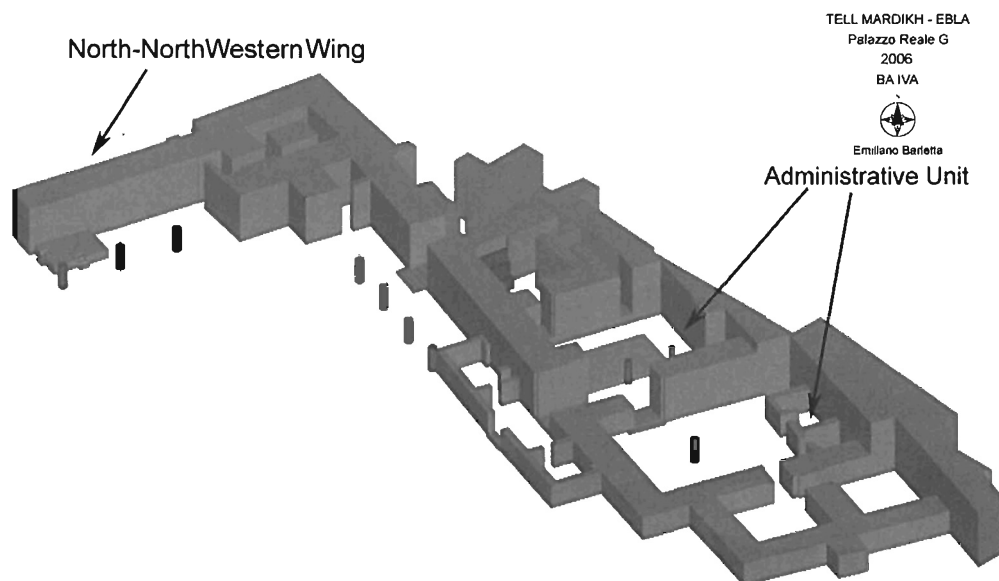 North-NorthWestern Wing
TELL MARDIKH - EBLA
Palazzo Reale G
2006
BA IVA
Emiliano Barletta
Administrative Unit